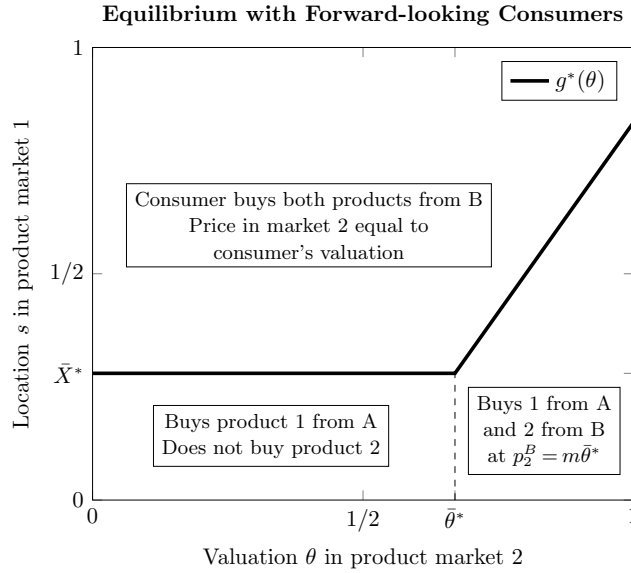 Equilibrium with Forward-looking Consumers
1
g*(θ)
Consumer buys both products from B
Price in market 2 equal to
consumer's valuation
Location s in product market 1
1/2
X̄*
Buys product 1 from A
Does not buy product 2
Buys 1 from A
and 2 from B
at p₂ᴮ = mθ̄*
0
0
1/2
θ̄*
1
Valuation θ in product market 2